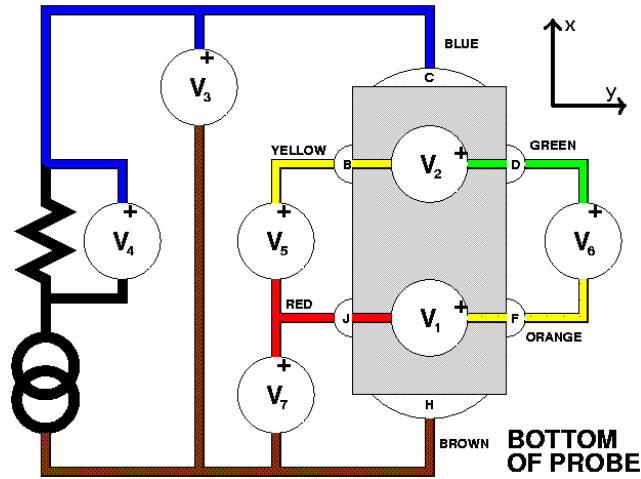 BLUE
x
y
+
V3
C
YELLOW
GREEN
B
V2
+
D
+
V4
+
V5
+
V6
RED
J
V1
+
F
ORANGE
+
V7
H
BROWN
BOTTOM
OF PROBE